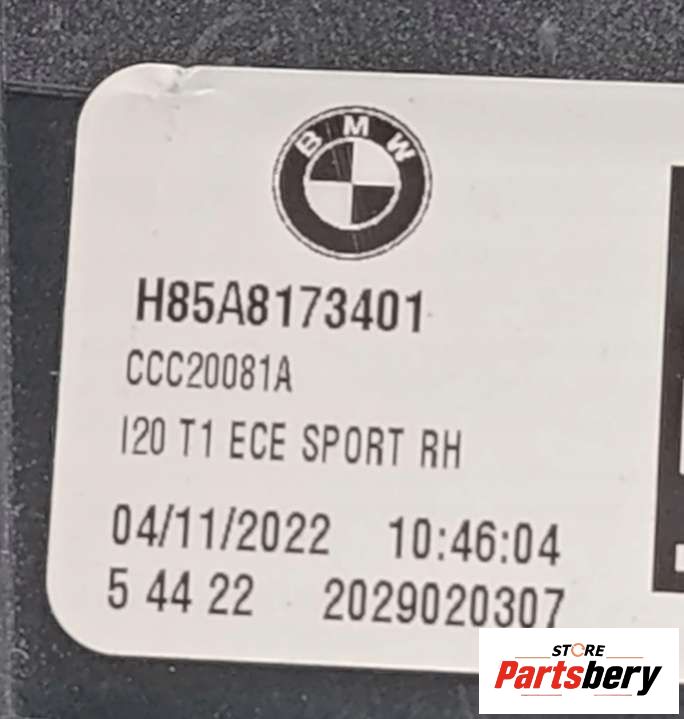 BMW
H85A8173401
CCC20081A
I20 T1 ECE SPORT RH
04/11/2022 10:46:04
5 44 22 2029020307
STORE
Partsbery